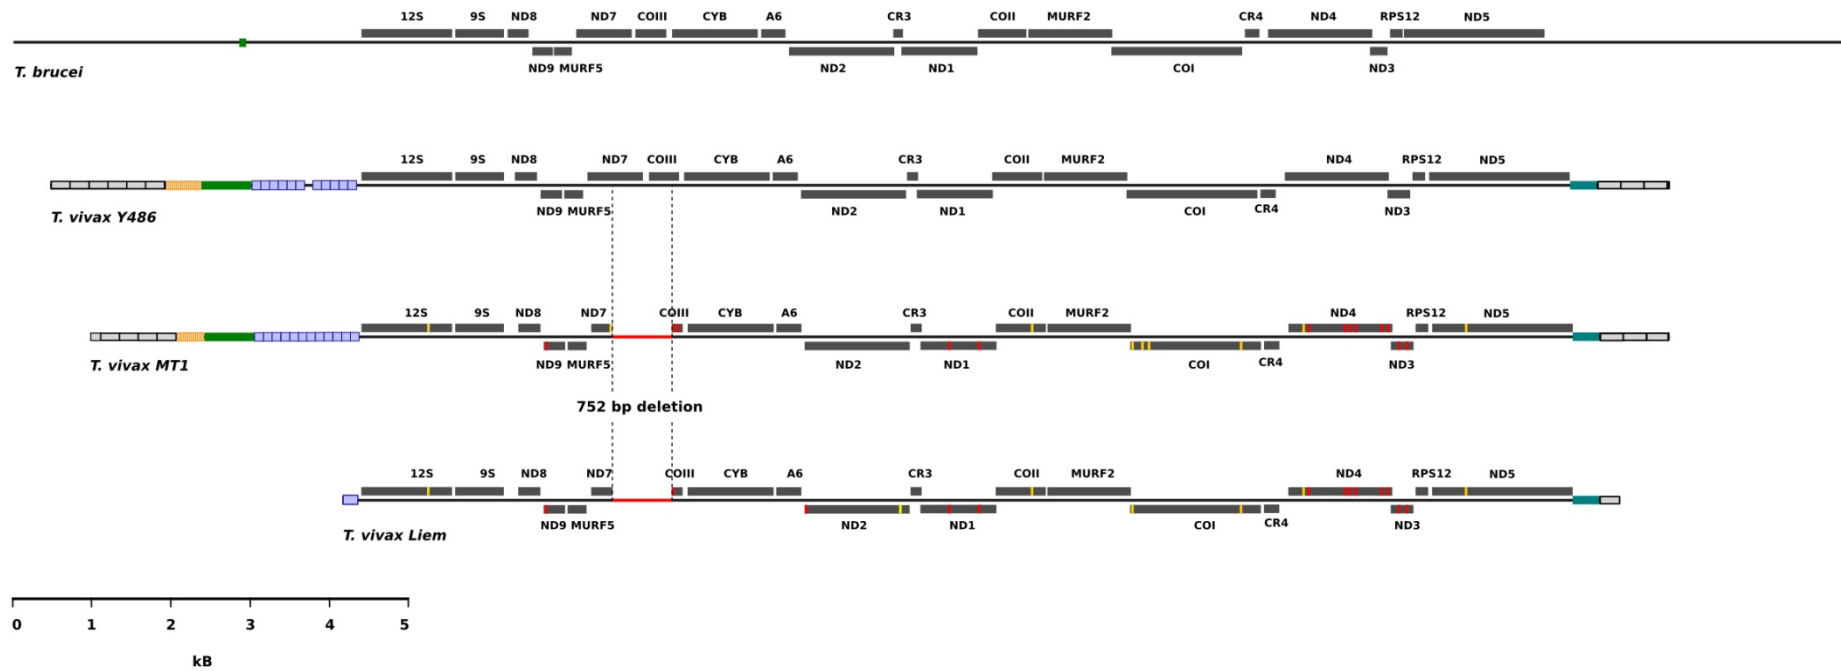 12S 9S ND8 ND7 COIII CYB A6 CR3 COII MURF2 CR4 ND4 RPS12 ND5
ND9 MURF5 ND2 ND1 COI ND3
T. brucei
12S 9S ND8 ND7 COIII CYB A6 CR3 COII MURF2 ND4 RPS12 ND5
ND9 MURF5 ND2 ND1 COI CR4 ND3
T. vivax Y486
12S 9S ND8 ND7 COIII CYB A6 CR3 COII MURF2 ND4 RPS12 ND5
ND9 MURF5 ND2 ND1 COI CR4 ND3
T. vivax MT1
752 bp deletion
12S 9S ND8 ND7 COIII CYB A6 CR3 COII MURF2 ND4 RPS12 ND5
ND9 MURF5 ND2 ND1 COI CR4 ND3
T. vivax Liem
0 1 2 3 4 5
kB